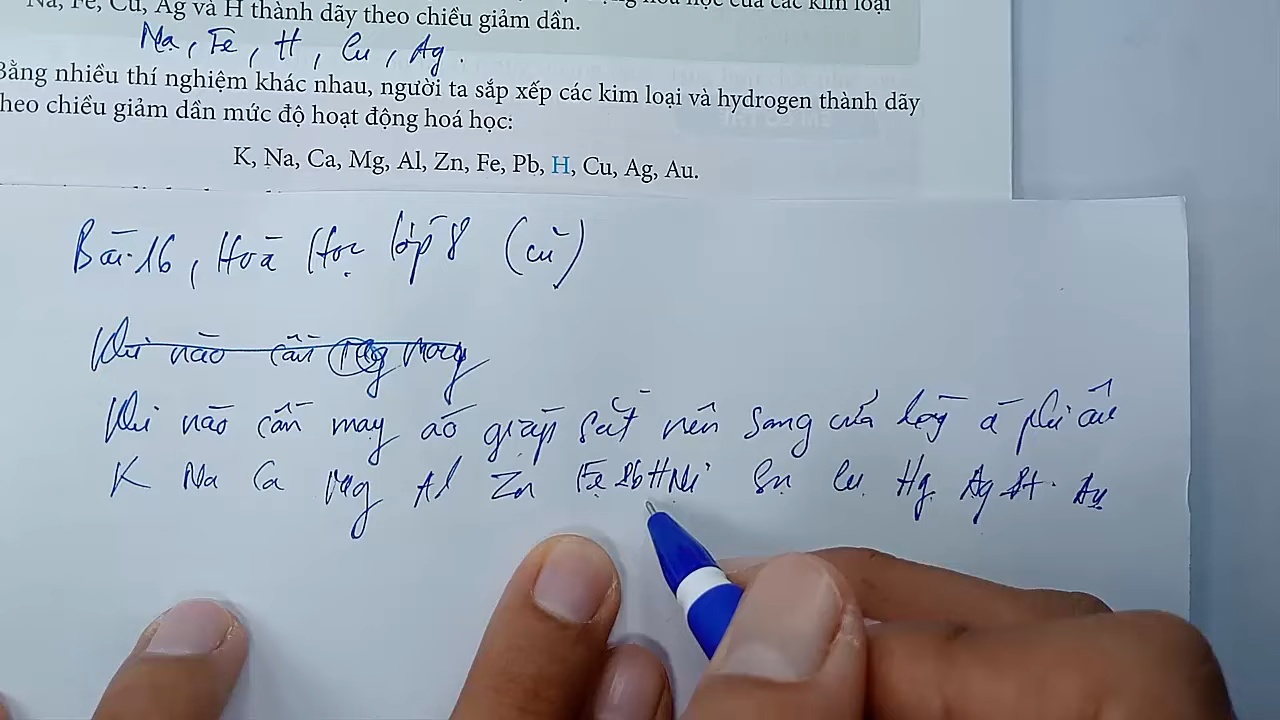 Na, Fe, Cu, Ag và H thành dãy theo chiều giảm dần.
Na, Fe, H, Cu, Ag.
Bằng nhiều thí nghiệm khác nhau, người ta sắp xếp các kim loại và hydrogen thành dãy
theo chiều giảm dần mức độ hoạt động hoá học:
K, Na, Ca, Mg, Al, Zn, Fe, Pb, H, Cu, Ag, Au.
Bài 16, Hoá Học lớp 8 (cũ)
Khi nào cần may
Khi nào cần may áo giáp sắt nên sang cửa hàng á phi âu
K Na Ca Mg Al Zn Fe Pb H Ni Sn Cu Hg Ag Pt Au